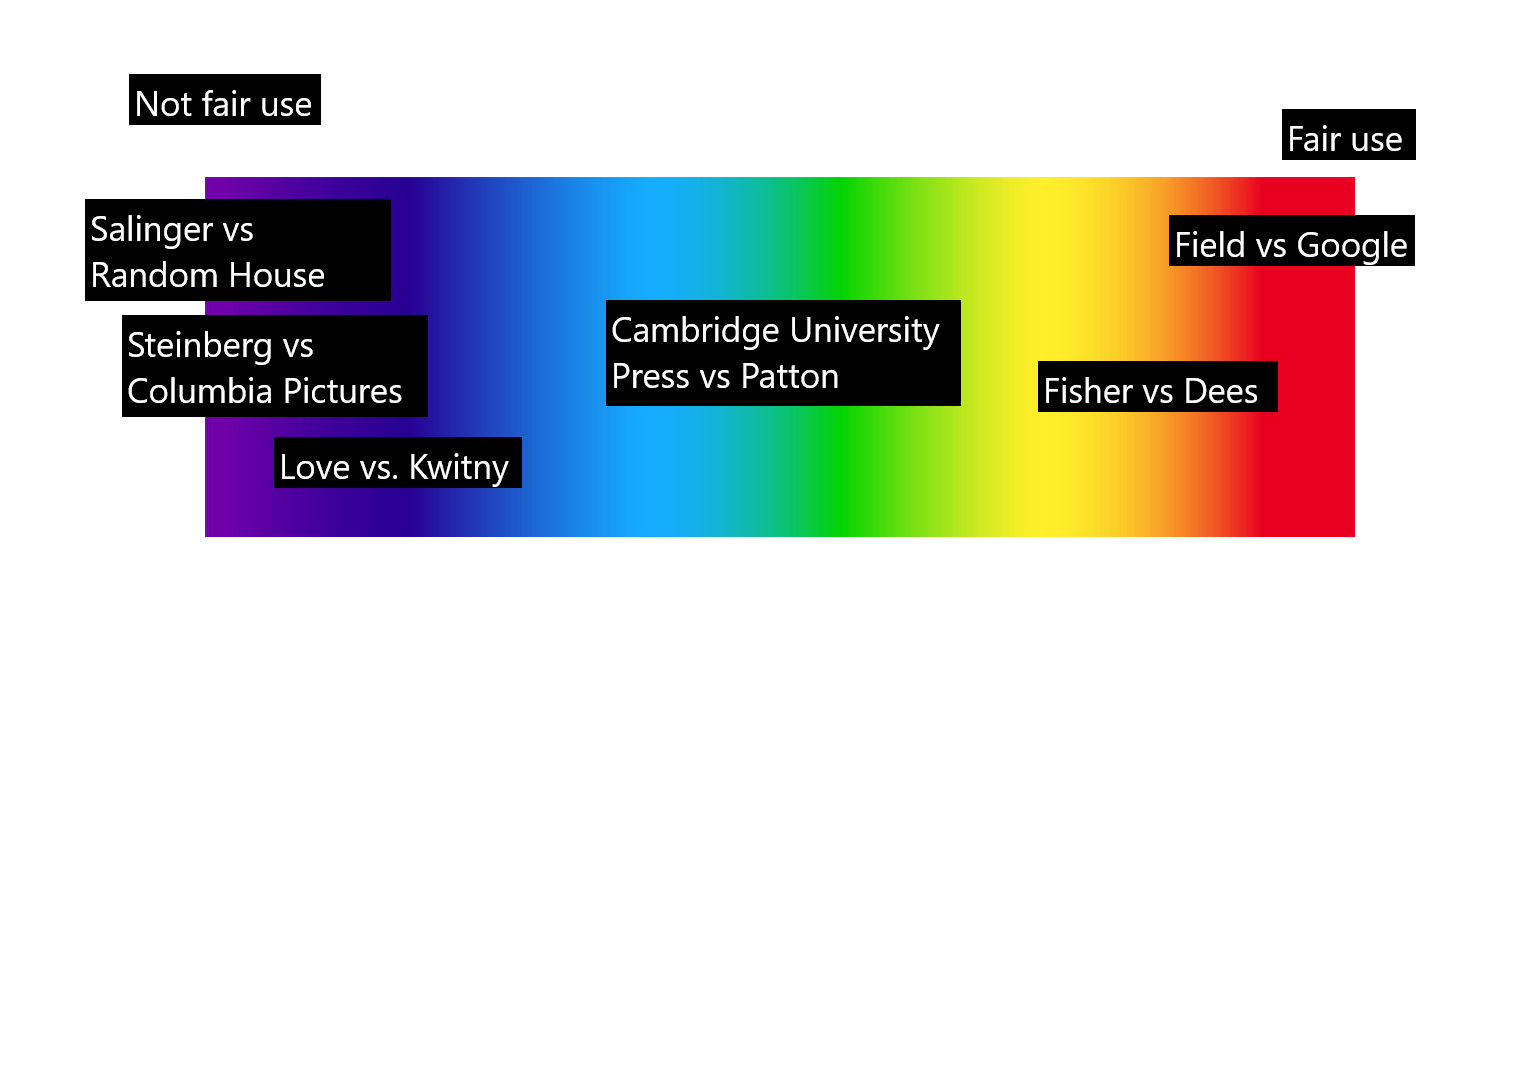 Not fair use
Fair use
Salinger vs
Random House
Field vs Google
Steinberg vs
Columbia Pictures
Cambridge University
Press vs Patton
Fisher vs Dees
Love vs. Kwitny